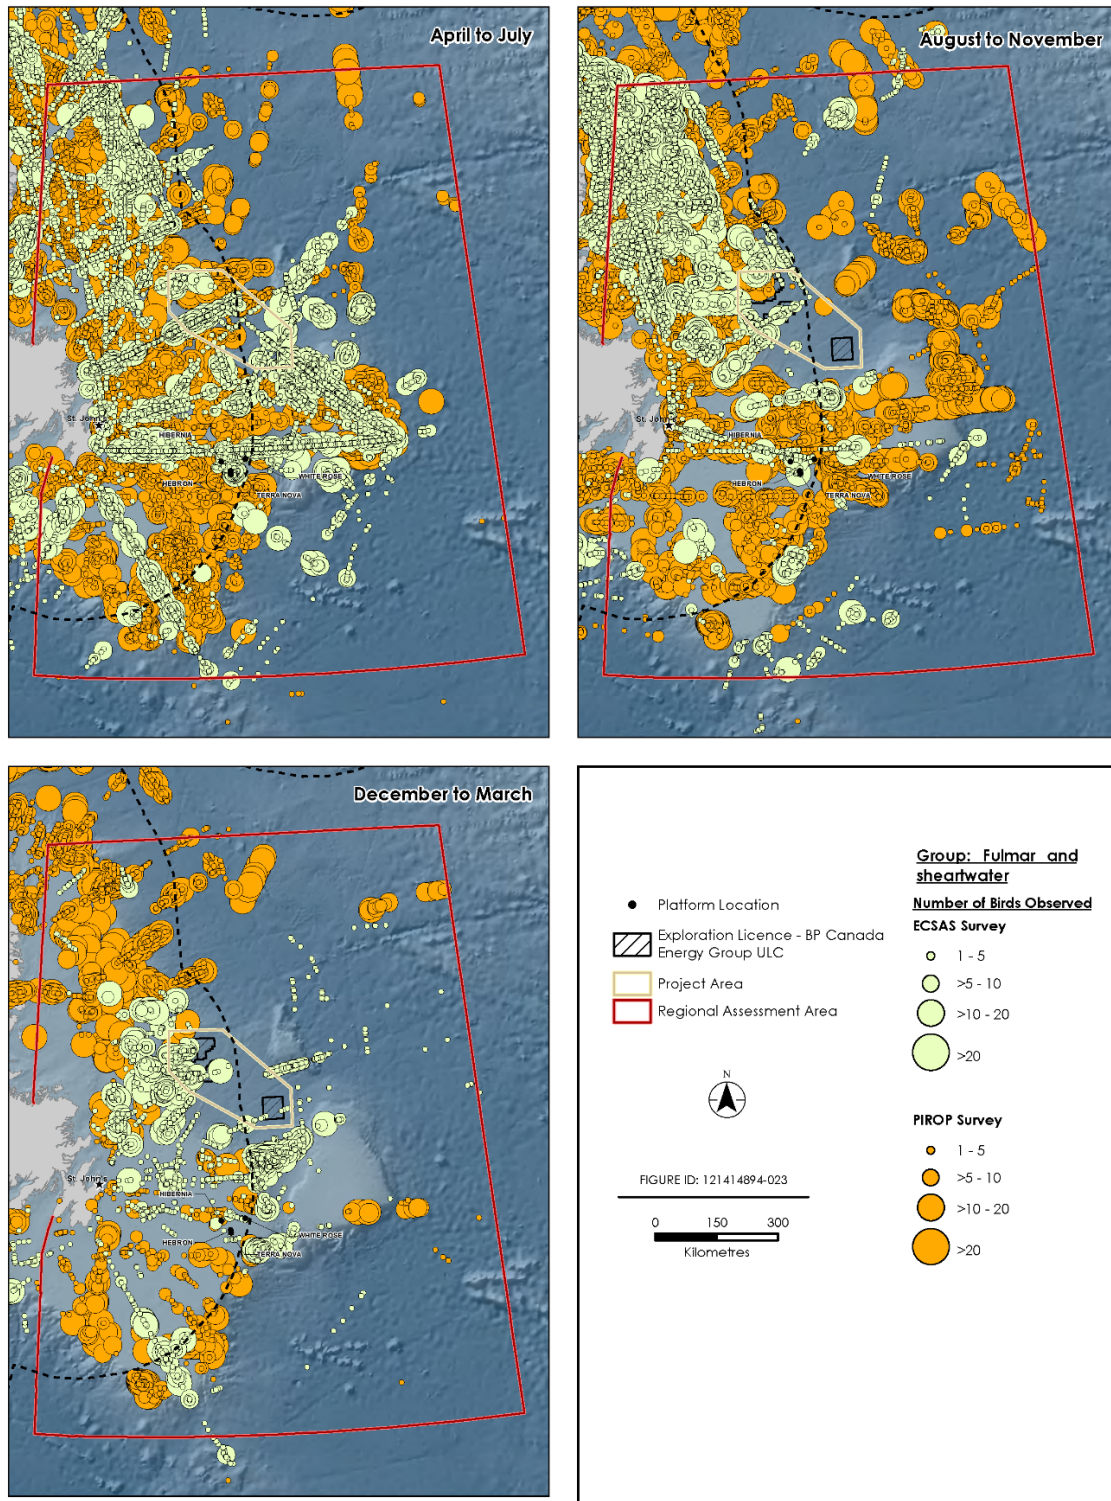 April to July
St. John's
HIBERNIA
HEBRON
WHITE ROSE
TERRA NOVA
August to November
St. John's
HIBERNIA
HEBRON
WHITE ROSE
TERRA NOVA
December to March
St. John's
HIBERNIA
HEBRON
WHITE ROSE
TERRA NOVA
Platform Location
Exploration Licence - BP Canada
Energy Group ULC
Project Area
Regional Assessment Area
N
FIGURE ID: 121414894-023
0 150 300
Kilometres
Group: Fulmar and
sheartwater
Number of Birds Observed
ECSAS Survey
1 - 5
>5 - 10
>10 - 20
>20
PIROP Survey
1 - 5
>5 - 10
>10 - 20
>20